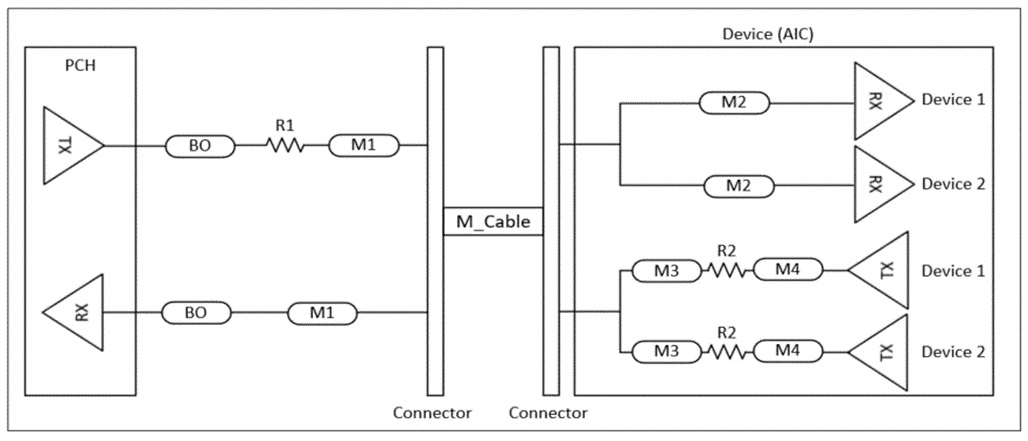 Device (AIC)
PCH
TX
BO
R1
M1
M2
RX
Device 1
M2
RX
Device 2
M_Cable
RX
BO
M1
M3
R2
M4
TX
Device 1
M3
R2
M4
TX
Device 2
Connector
Connector